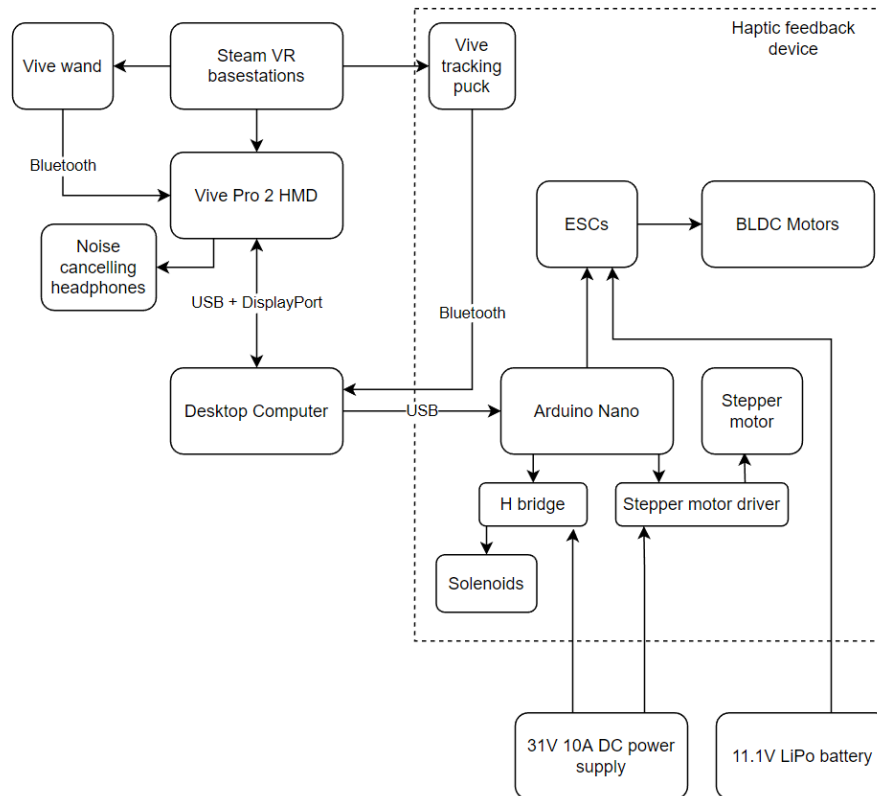 Haptic feedback
device
Vive wand
Steam VR
basestations
Vive
tracking
puck
Bluetooth
Vive Pro 2 HMD
ESCs
BLDC Motors
Noise
cancelling
headphones
USB + DisplayPort
Bluetooth
Desktop Computer
USB
Arduino Nano
Stepper
motor
H bridge
Stepper motor driver
Solenoids
31V 10A DC power
supply
11.1V LiPo battery